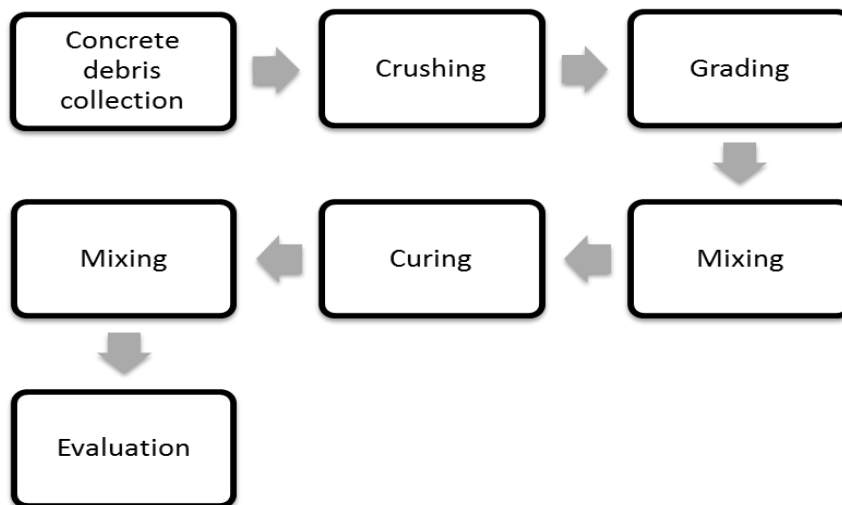 Concrete
debris
collection
Crushing
Grading
Mixing
Curing
Mixing
Evaluation